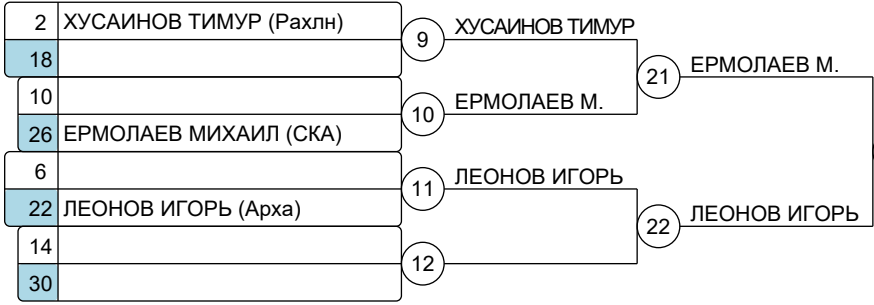 2 ХУСАИНОВ ТИМУР (Рахлн)
18
9 ХУСАИНОВ ТИМУР
10
26 ЕРМОЛАЕВ МИХАИЛ (СКА)
10 ЕРМОЛАЕВ М.
21 ЕРМОЛАЕВ М.
6
22 ЛЕОНОВ ИГОРЬ (Арха)
11 ЛЕОНОВ ИГОРЬ
14
30
12
22 ЛЕОНОВ ИГОРЬ